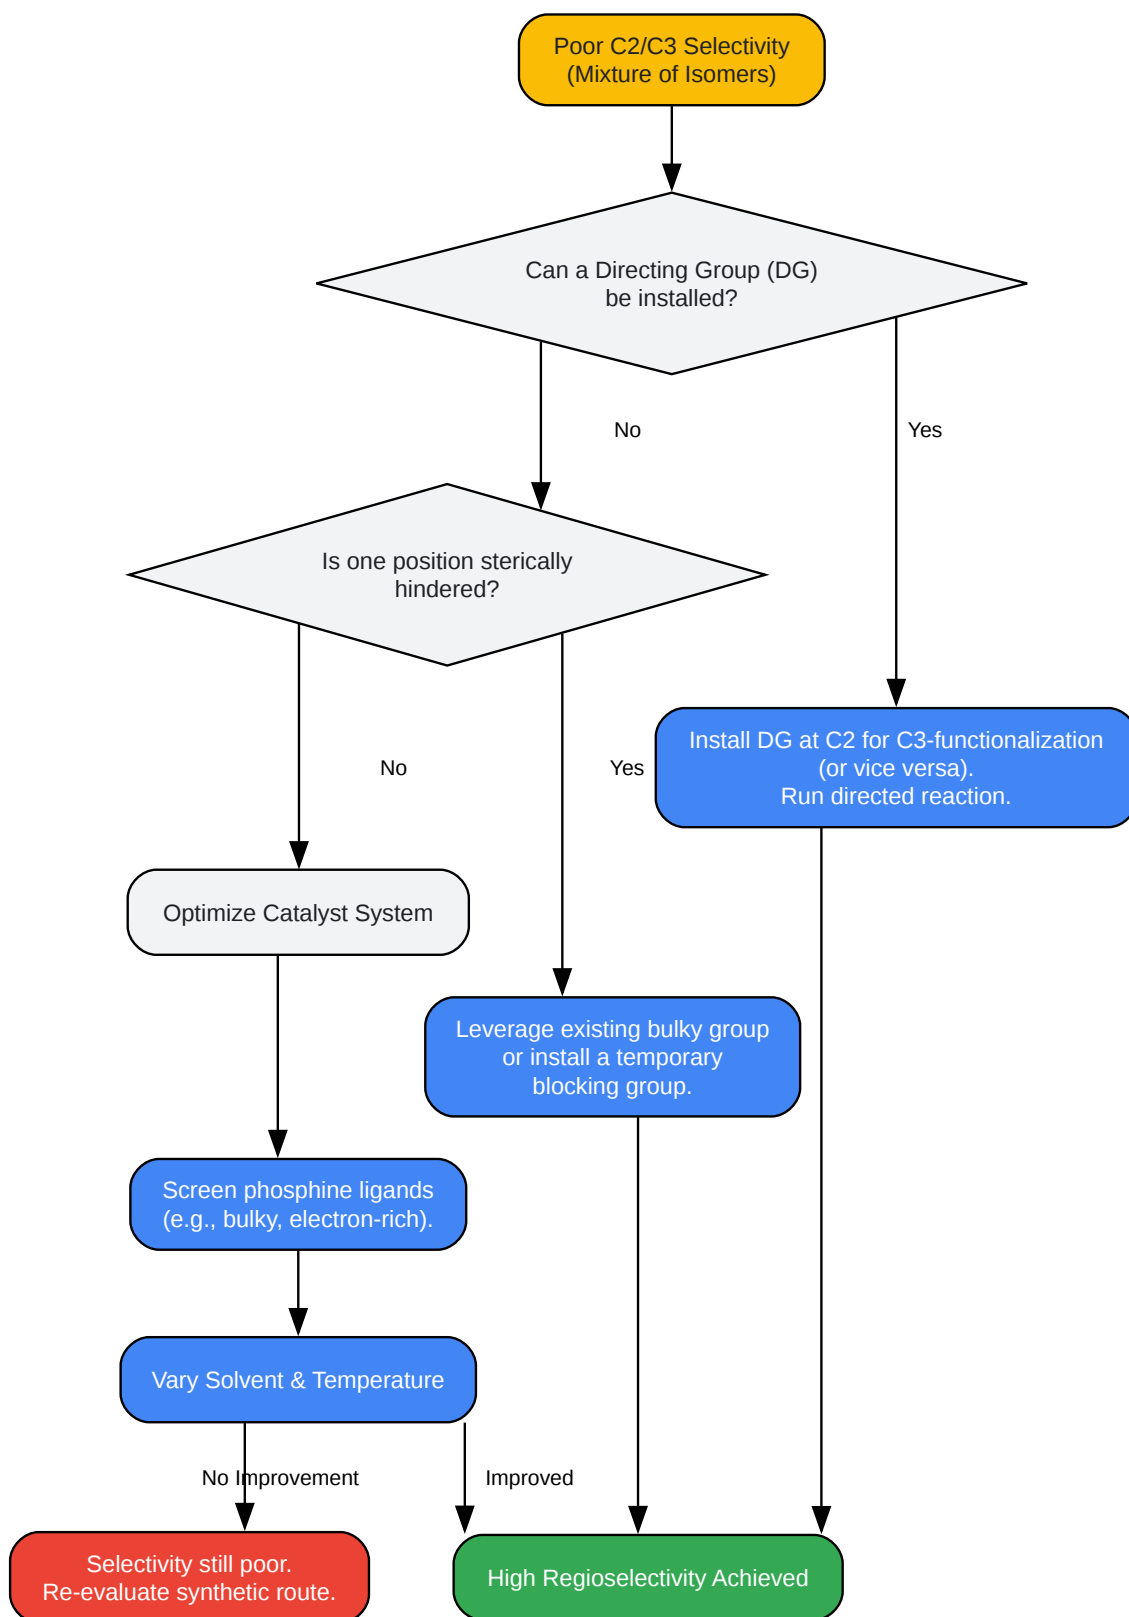 Poor C2/C3 Selectivity
(Mixture of Isomers)
Can a Directing Group (DG)
be installed?
No
Yes
Is one position sterically
hindered?
Install DG at C2 for C3-functionalization
(or vice versa).
Run directed reaction.
No
Yes
Optimize Catalyst System
Leverage existing bulky group
or install a temporary
blocking group.
Screen phosphine ligands
(e.g., bulky, electron-rich).
Vary Solvent & Temperature
No Improvement
Improved
Selectivity still poor.
Re-evaluate synthetic route.
High Regioselectivity Achieved